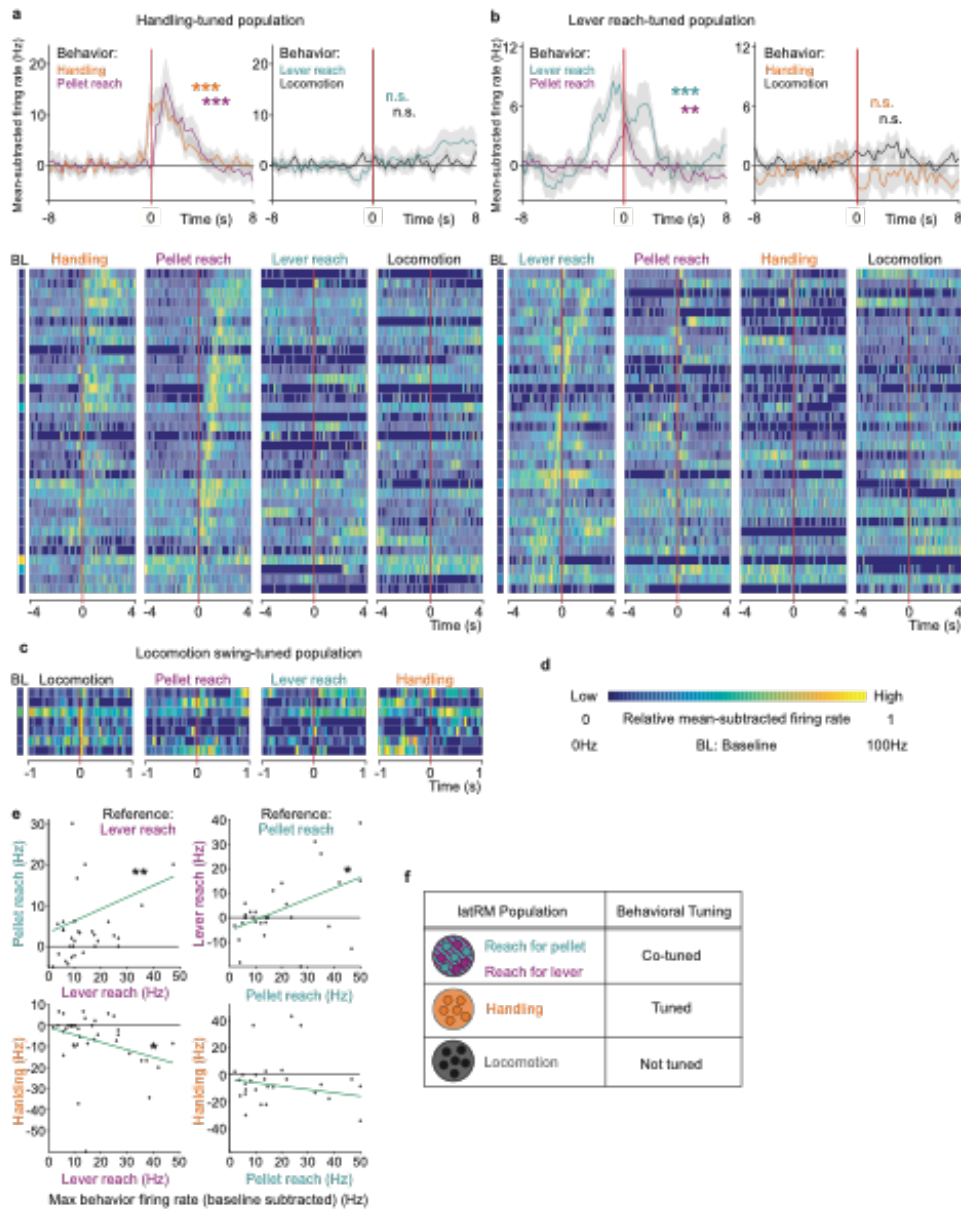 a Handling-tuned population
b Lever reach-tuned population
Mean-subtracted firing rate (Hz)
Behavior:
Handling
Pellet reach
***
***
20
10
0
-8 0 Time (s) 8
Behavior:
Lever reach
Locomotion
n.s.
n.s.
20
10
0
-8 0 Time (s) 8
Mean-subtracted firing rate (Hz)
Behavior:
Lever reach
Pellet reach
***
**
12
6
0
-8 0 Time (s) 8
Behavior:
Handling
Locomotion
n.s.
n.s.
12
6
0
-8 0 Time (s) 8
BL Handling Pellet reach Lever reach Locomotion
-4 0 4 -4 0 4 -4 0 4 -4 0 4
Time (s)
BL Lever reach Pellet reach Handling Locomotion
-4 0 4 -4 0 4 -4 0 4 -4 0 4
Time (s)
c Locomotion swing-tuned population
BL Locomotion Pellet reach Lever reach Handling
-1 0 1 -1 0 1 -1 0 1 -1 0 1
Time (s)
d
Low High
0 Relative mean-subtracted firing rate 1
0Hz BL: Baseline 100Hz
e
Reference:
Lever reach
Pellet reach (Hz)
30
20
10
0
**
0 10 20 30 40 50
Lever reach (Hz)
Reference:
Pellet reach
Lever reach (Hz)
40
20
0
-20
*
0 10 20 30 40 50
Pellet reach (Hz)
Hanlding (Hz)
10
0
-10
-20
-30
-40
-50
*
0 10 20 30 40 50
Lever reach (Hz)
Hanlding (Hz)
40
20
0
-20
-40
0 10 20 30 40 50
Pellet reach (Hz)
Max behavior firing rate (baseline subtracted) (Hz)
f
latRM Population Behavioral Tuning
Reach for pellet
Reach for lever
Co-tuned
Handling Tuned
Locomotion Not tuned